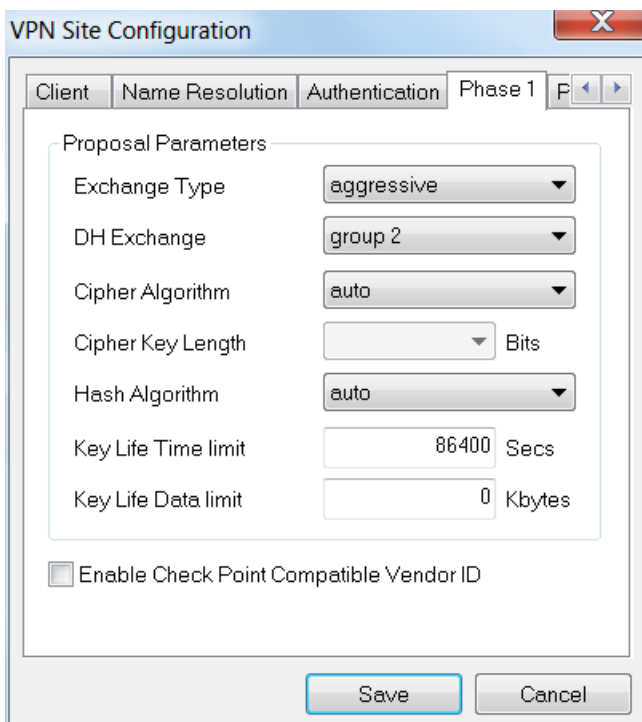 VPN Site Configuration
Client Name Resolution Authentication Phase 1 P
Proposal Parameters
Exchange Type aggressive
DH Exchange group 2
Cipher Algorithm auto
Cipher Key Length Bits
Hash Algorithm auto
Key Life Time limit 86400 Secs
Key Life Data limit 0 Kbytes
Enable Check Point Compatible Vendor ID
Save Cancel